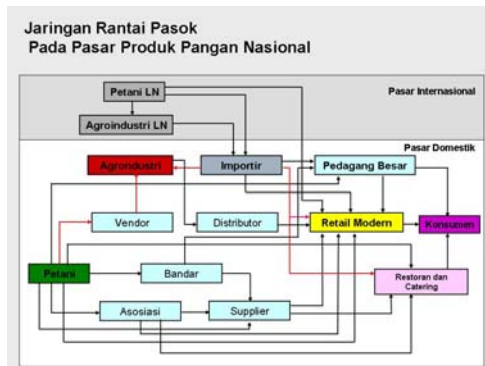 Jaringan Rantai Pasok
Pada Pasar Produk Pangan Nasional
Petani LN
Pasar Internasional
Agroindustri LN
Pasar Domestik
Agrondustri
Importir
Pedagang Besar
Vendor
Distributor
Retail Modern
Konsumen
Petani
Bandar
Restoran dan
Catering
Asosiasi
Supplier